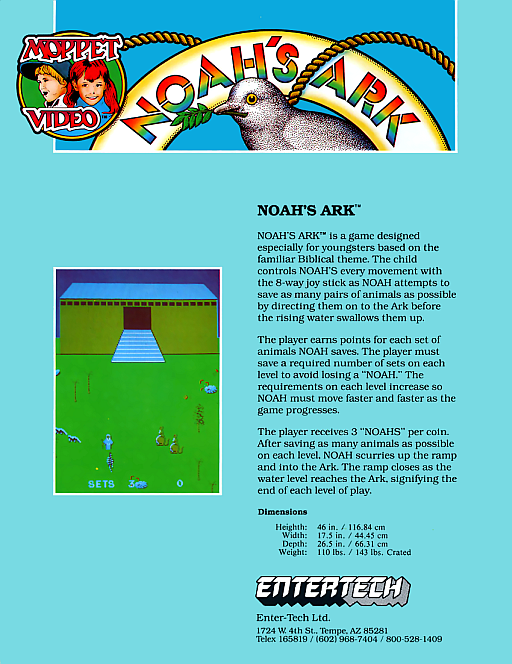 MOPPET
VIDEO
NOAH'S ARK
NOAH'S ARK™
NOAH'S ARK™ is a game designed
especially for youngsters based on the
familiar Biblical theme. The child
controls NOAH'S every movement with
the 8-way joy stick as NOAH attempts to
save as many pairs of animals as possible
by directing them on to the Ark before
the rising water swallows them up.
The player earns points for each set of
animals NOAH saves. The player must
save a required number of sets on each
level to avoid losing a "NOAH." The
requirements on each level increase so
NOAH must move faster and faster as the
game progresses.
The player receives 3 "NOAHS" per coin.
After saving as many animals as possible
on each level, NOAH scurries up the ramp
and into the Ark. The ramp closes as the
water level reaches the Ark, signifying the
end of each level of play.
SETS 3 0
Dimensions
Heighth: 46 in. / 116.84 cm
Width: 17.5 in. / 44.45 cm
Depth: 26.5 in. / 66.31 cm
Weight: 110 lbs. / 143 lbs. Crated
ENTERTECH
Enter-Tech Ltd.
1724 W. 4th St., Tempe, AZ 85281
Telex 165819 / (602) 968-7404 / 800-528-1409